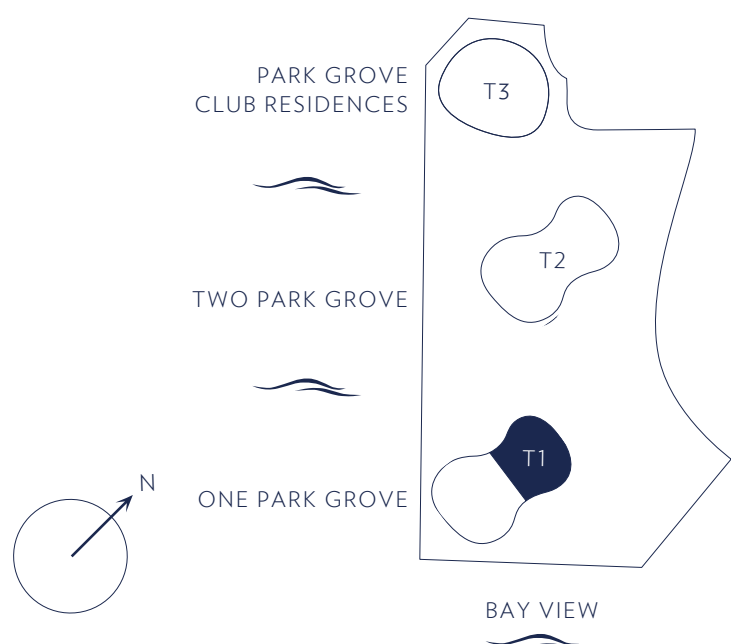 PARK GROVE
CLUB RESIDENCES
T3
TWO PARK GROVE
T2
ONE PARK GROVE
T1
N
BAY VIEW